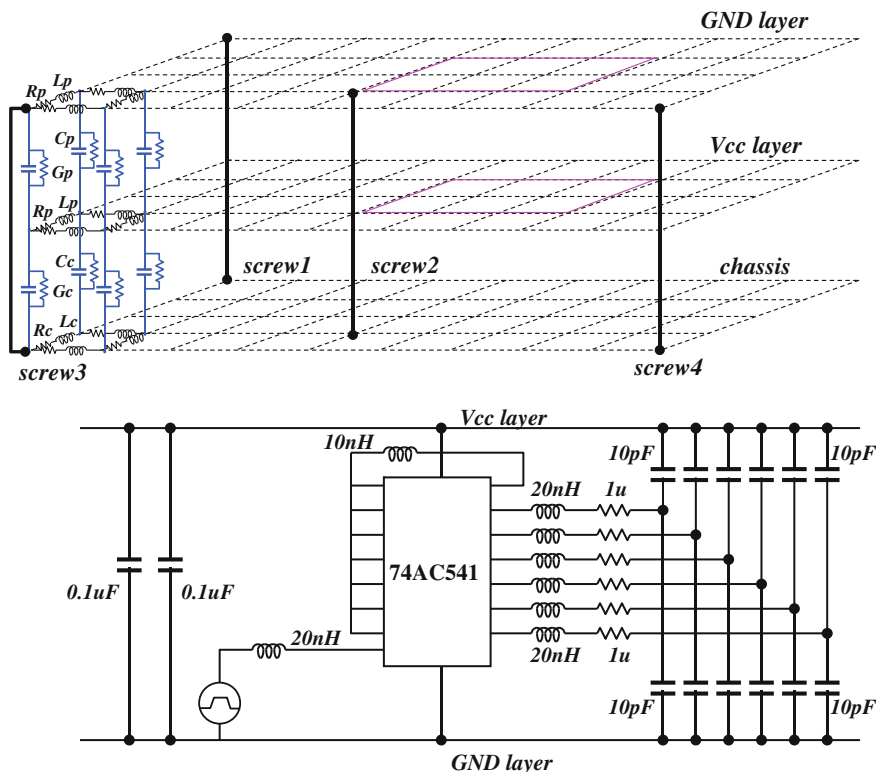 GND layer
Rp Lp
Cp
Gp
Vcc layer
Rp Lp
Cc
Gc
screw1 screw2 chassis
Rc Lc
screw3 screw4
Vcc layer
10nH 10pF 10pF
20nH 1u
74AC541
0.1uF 0.1uF
20nH
20nH 1u
10pF 10pF
GND layer